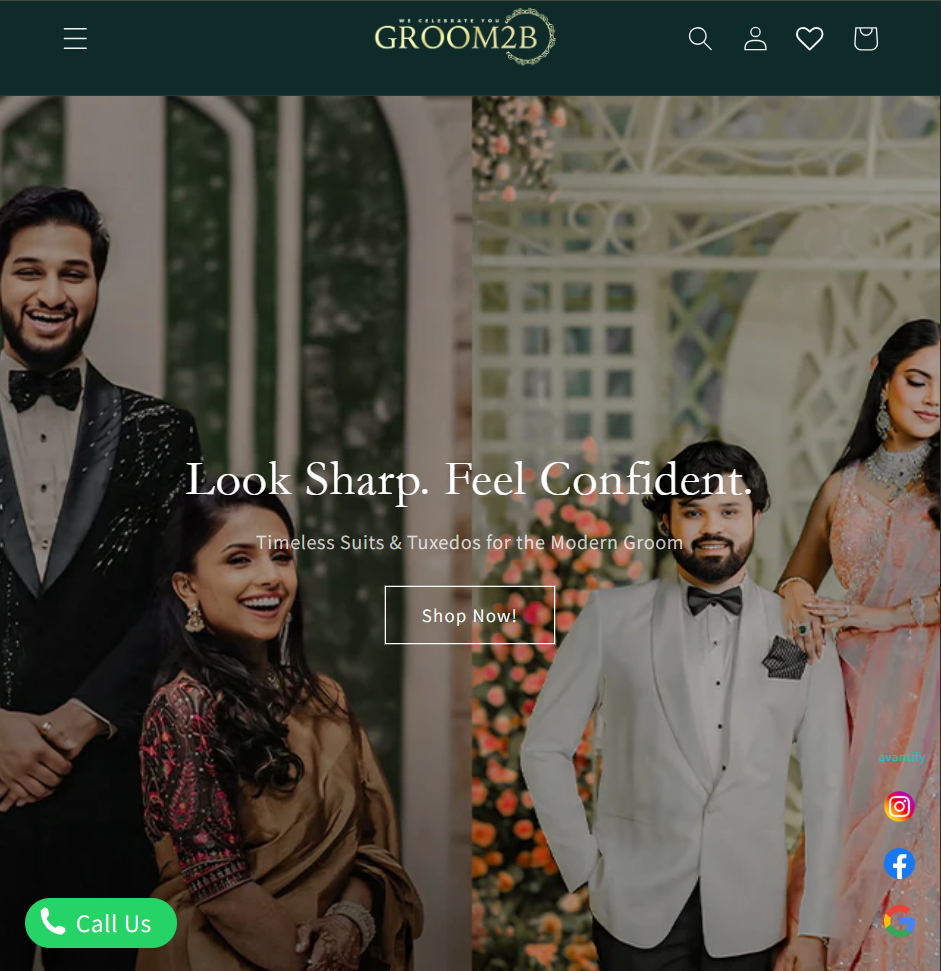 WE CELEBRATE YOU
GROOM2B
Look Sharp. Feel Confident.
Timeless Suits & Tuxedos for the Modern Groom
Shop Now!
avantify
Call Us